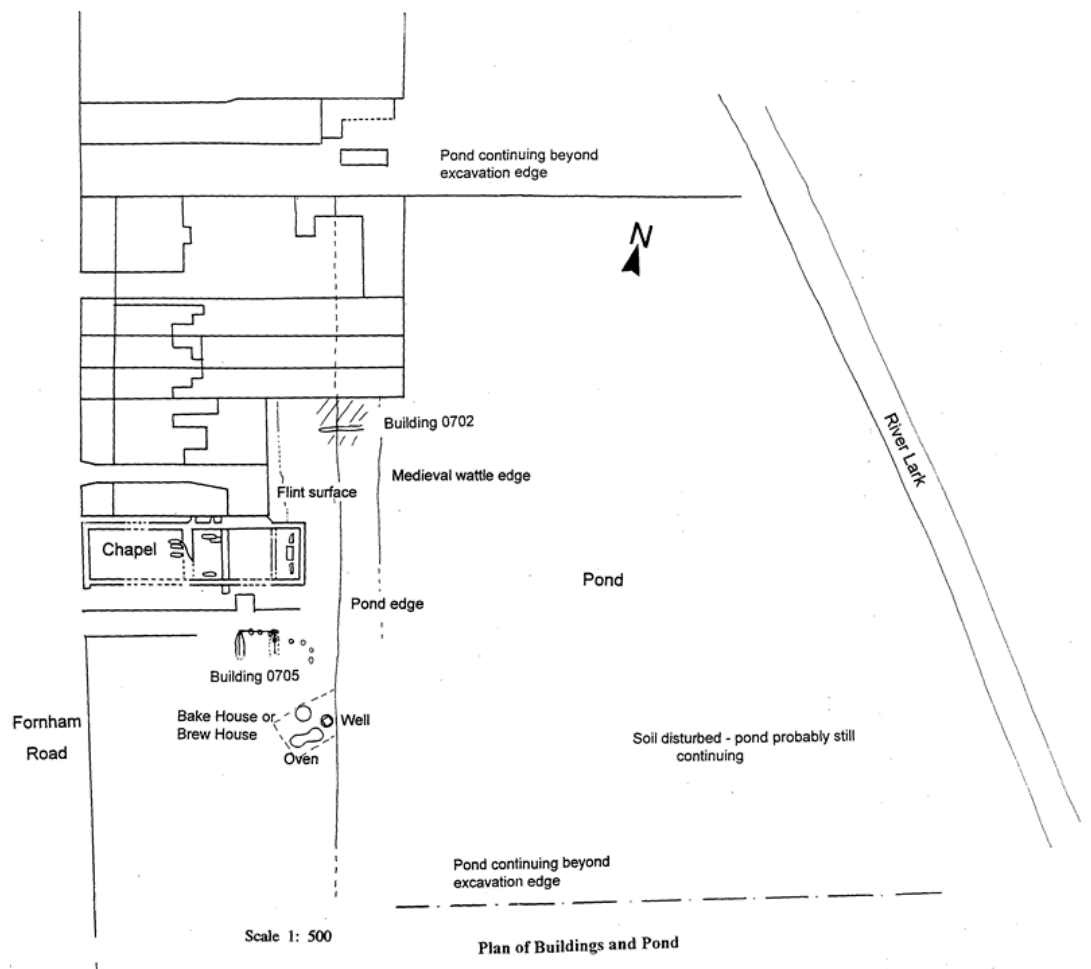 Pond continuing beyond
excavation edge
N
Building 0702
Medieval wattle edge
River Lark
Flint surface
Chapel
Pond
Pond edge
Building 0705
Bake House or
Brew House
Well
Oven
Fornham
Road
Soil disturbed - pond probably still
continuing
Pond continuing beyond
excavation edge
Scale 1: 500
Plan of Buildings and Pond